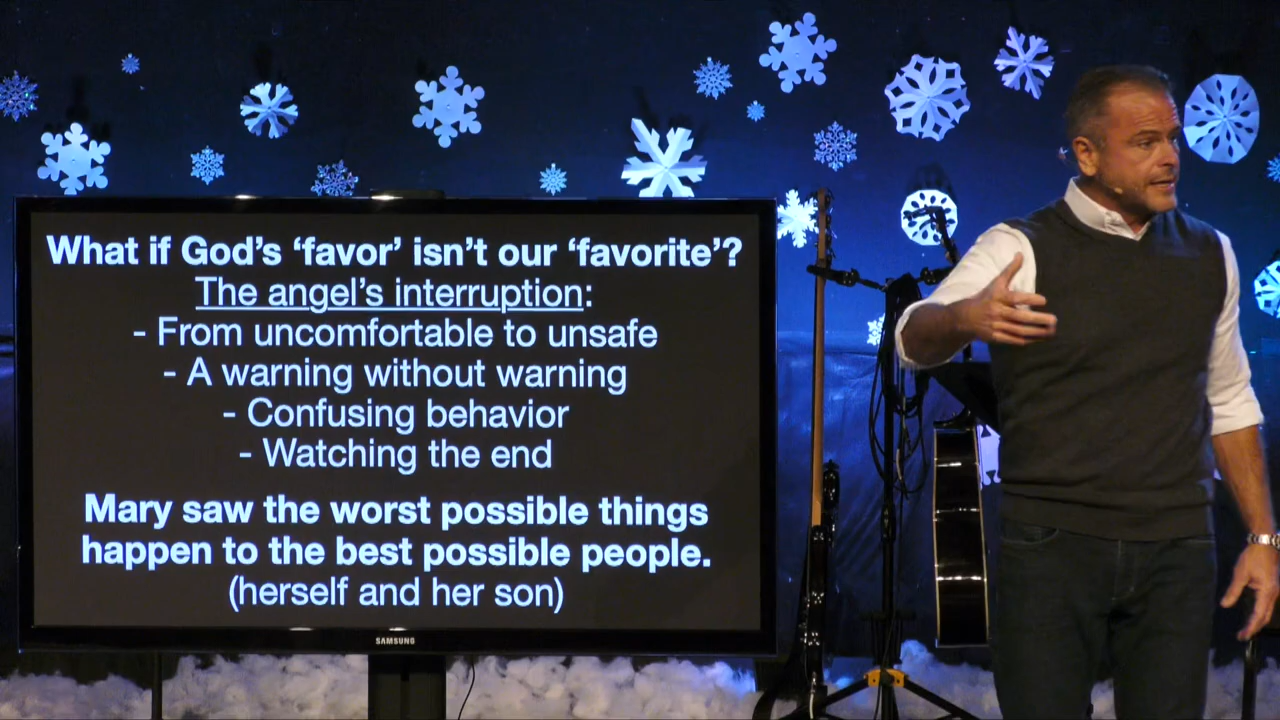 What if God’s ‘favor’ isn’t our ‘favorite’?
The angel’s interruption:
- From uncomfortable to unsafe
- A warning without warning
- Confusing behavior
- Watching the end
Mary saw the worst possible things
happen to the best possible people.
(herself and her son)
SAMSUNG